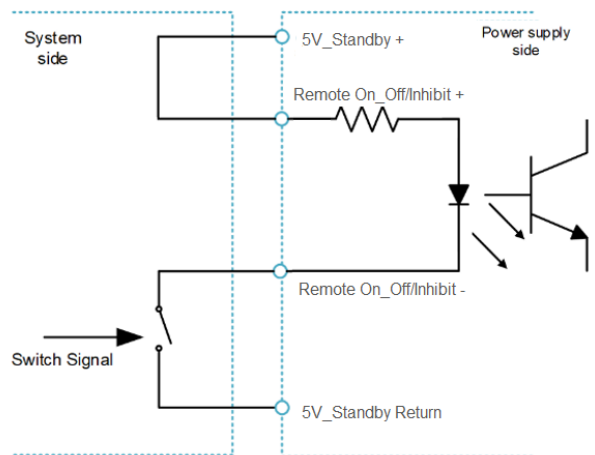 System
side
5V_Standby +
Power supply
side
Remote On_Off/Inhibit +
Remote On_Off/Inhibit -
Switch Signal
5V_Standby Return